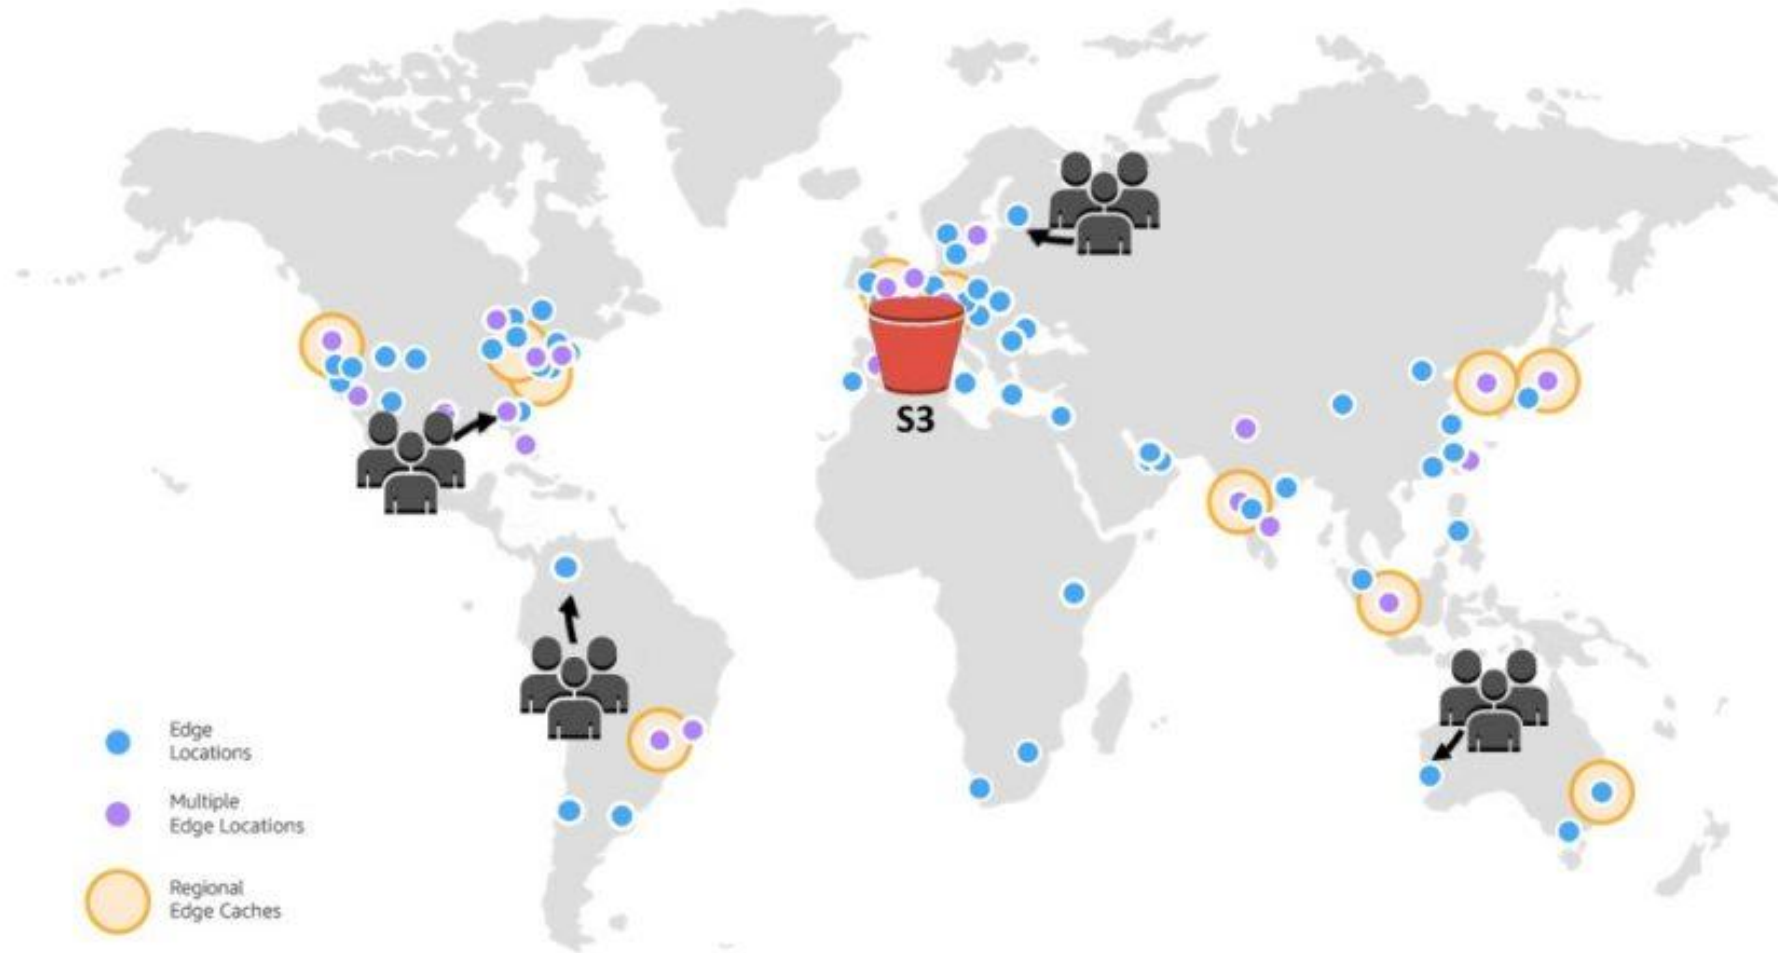 S3
Edge
Locations
Multiple
Edge Locations
Regional
Edge Caches